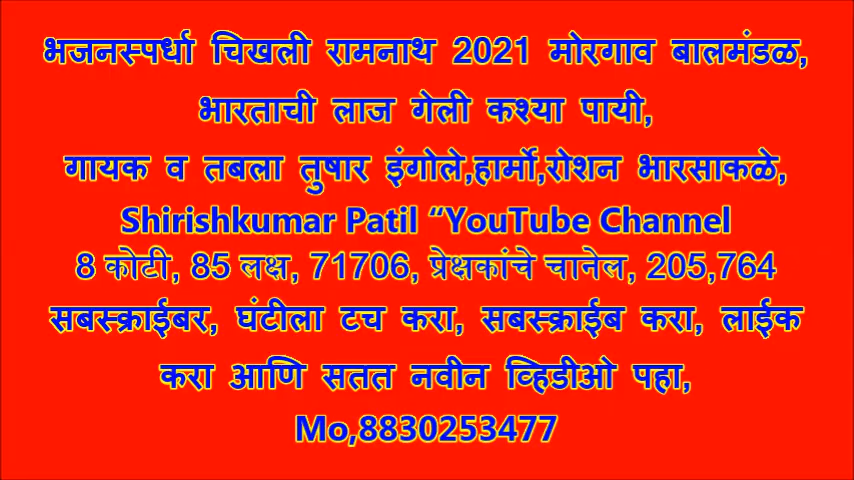 भजनस्पर्धा चिखली रामनाथ 2021 मोरगाव बालमंडळ,
भारताची लाज गेली कश्या पायी,
गायक व तबला तुषार इंगोले,हार्मो,रोशन भारसाकळे,
Shirishkumar Patil “YouTube Channel
8 कोटी, 85 लक्ष, 71706, प्रेक्षकांचे चानेल, 205,764
सबस्क्राईबर, घंटीला टच करा, सबस्क्राईब करा, लाईक
करा आणि सतत नवीन व्हिडीओ पहा,
Mo,8830253477